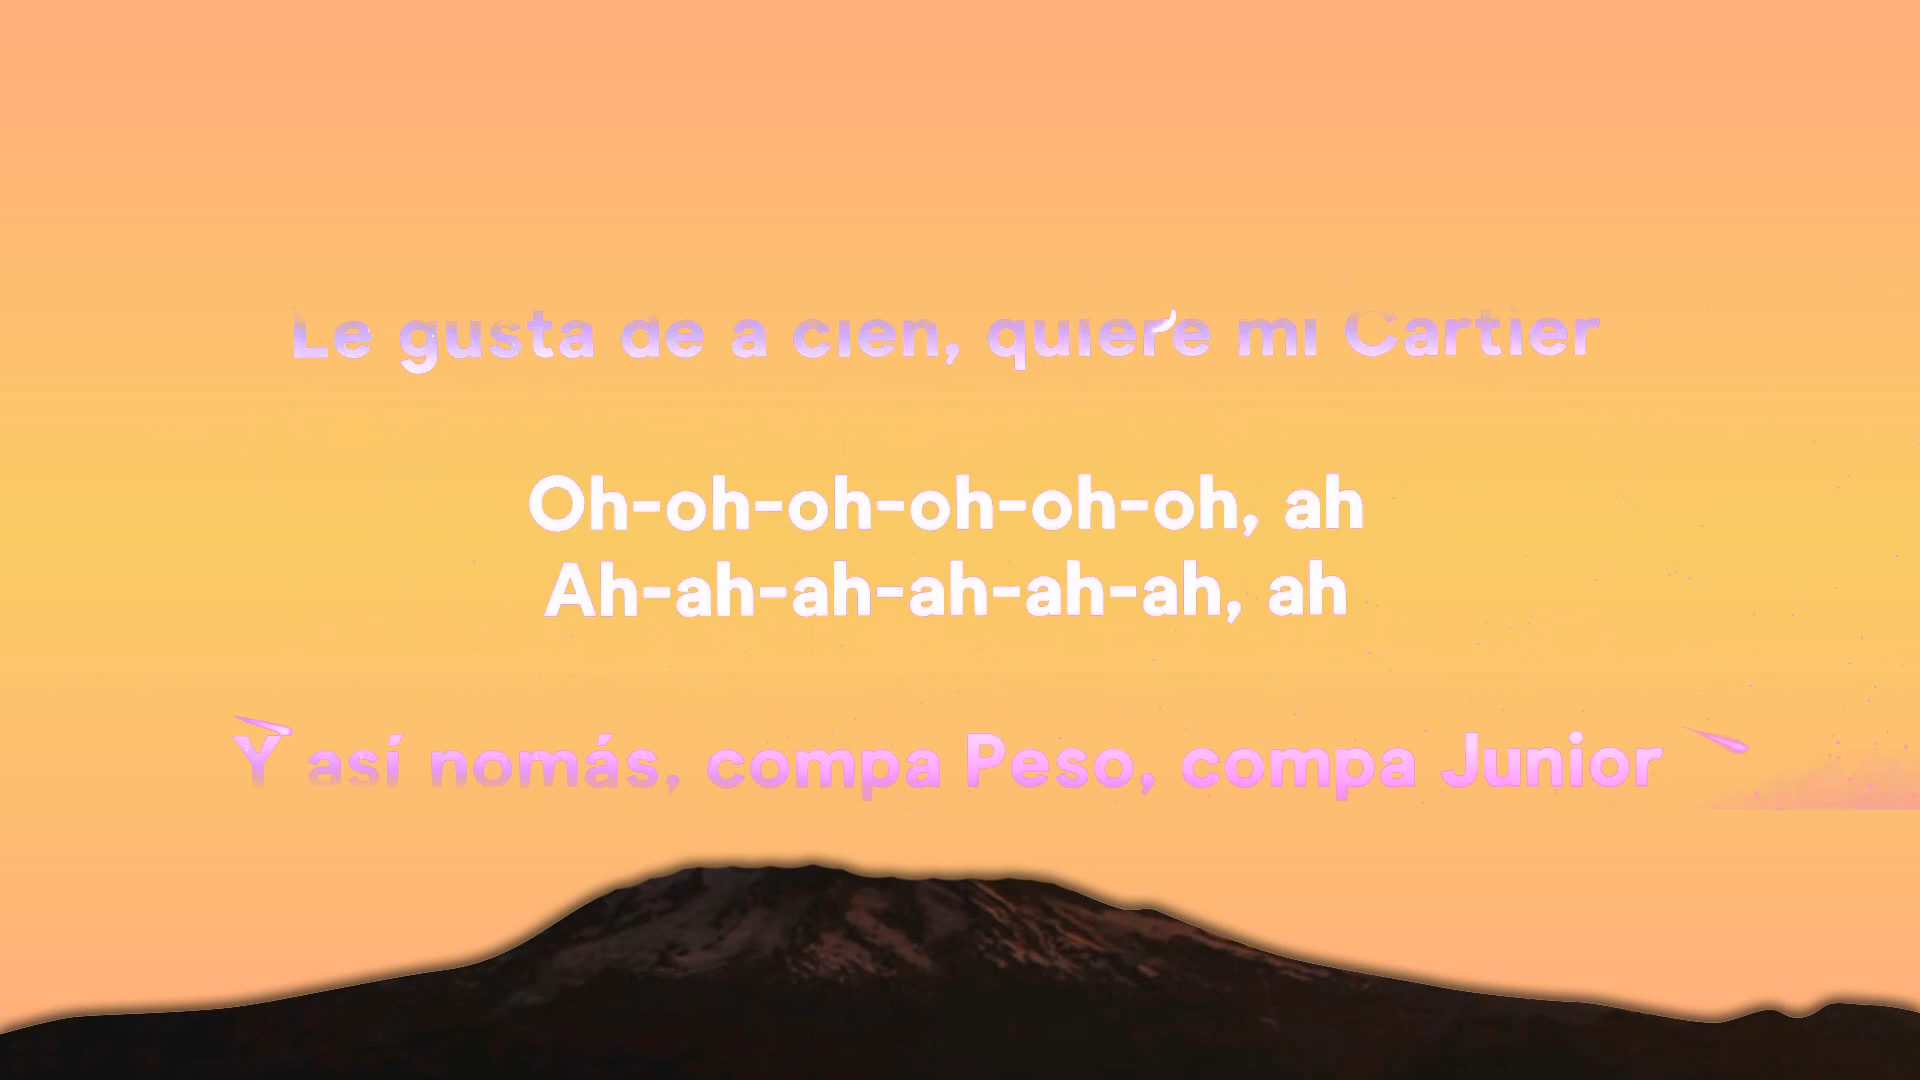 Le gusta de a cien, quiere mi Cartier
Oh-oh-oh-oh-oh-oh, ah
Ah-ah-ah-ah-ah-ah, ah
Y así nomás, compa Peso, compa Junior